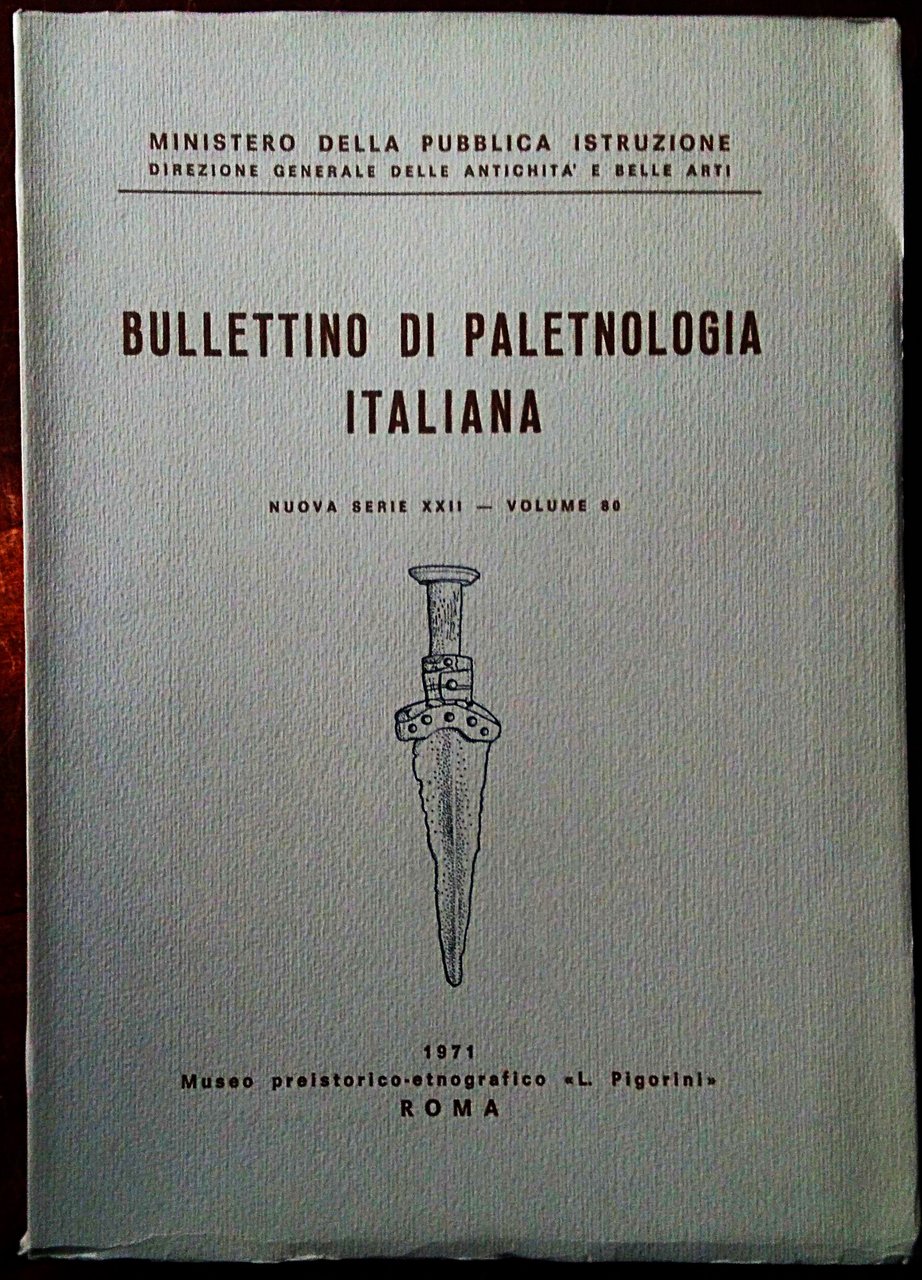 MINISTERO DELLA PUBBLICA ISTRUZIONE
DIREZIONE GENERALE DELLE ANTICHITA' E BELLE ARTI
BULLETTINO DI PALETNOLOGIA
ITALIANA
NUOVA SERIE XXII — VOLUME 80
1971
Museo preistorico-etnografico «L. Pigorini»
ROMA